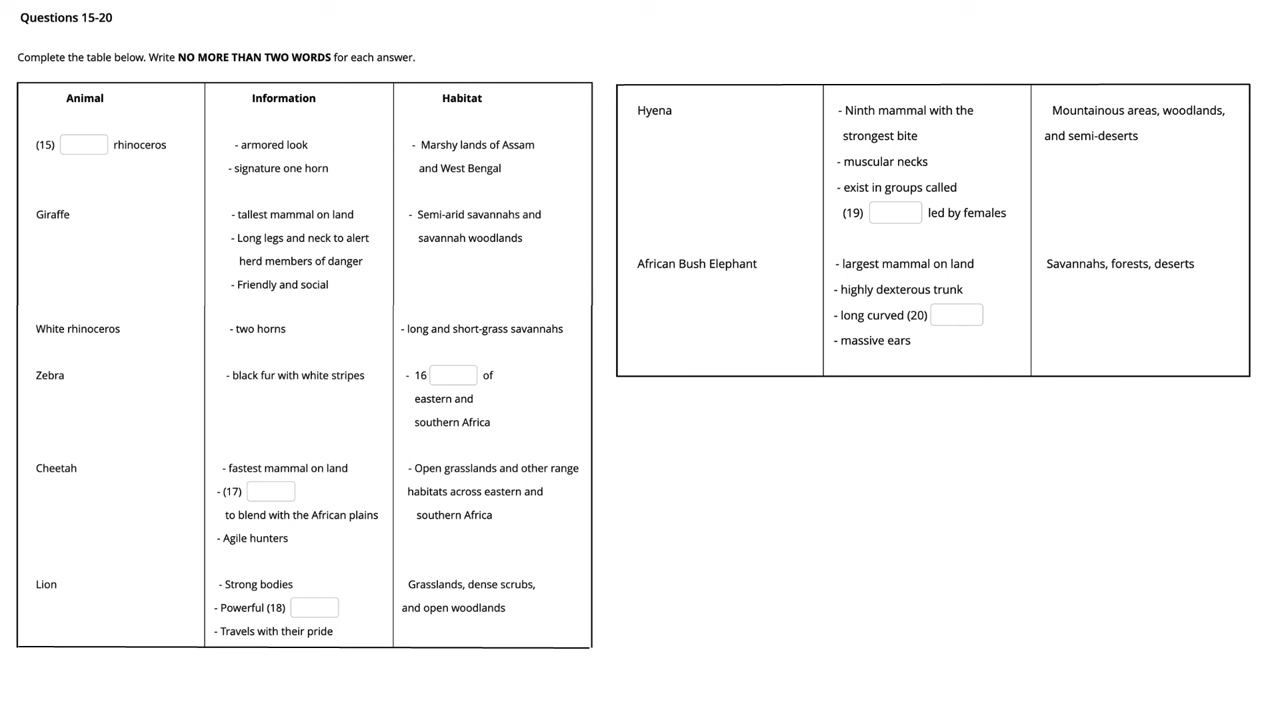 Questions 15-20
Complete the table below. Write NO MORE THAN TWO WORDS for each answer.
Animal
Information
Habitat
(15) rhinoceros
- armored look
- signature one horn
- Marshy lands of Assam
and West Bengal
Giraffe
- tallest mammal on land
- Long legs and neck to alert
herd members of danger
- Friendly and social
- Semi-arid savannahs and
savannah woodlands
White rhinoceros
- two horns
- long and short-grass savannahs
Zebra
- black fur with white stripes
- 16 of
eastern and
southern Africa
Cheetah
- fastest mammal on land
- (17)
to blend with the African plains
- Agile hunters
- Open grasslands and other range
habitats across eastern and
southern Africa
Lion
- Strong bodies
- Powerful (18)
- Travels with their pride
Grasslands, dense scrubs,
and open woodlands
Hyena
- Ninth mammal with the
strongest bite
- muscular necks
- exist in groups called
(19) led by females
Mountainous areas, woodlands,
and semi-deserts
African Bush Elephant
- largest mammal on land
- highly dexterous trunk
- long curved (20)
- massive ears
Savannahs, forests, deserts